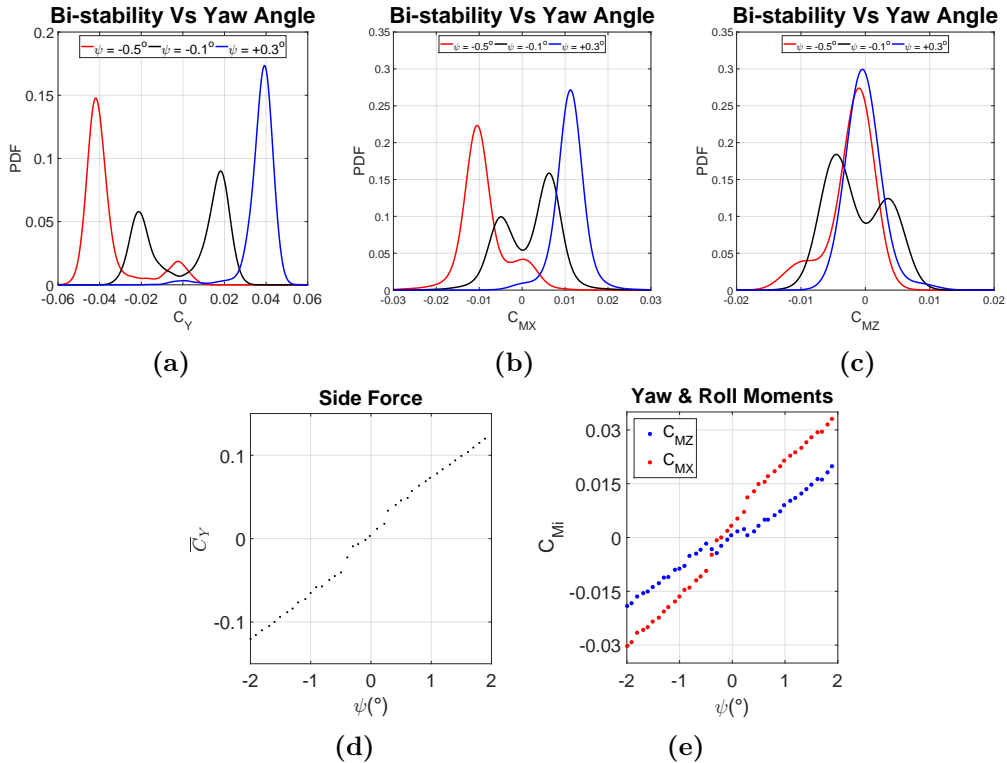 Bi-stability Vs Yaw Angle
ψ = -0.5° ψ = -0.1° ψ = +0.3°
0.2
0.15
0.1
0.05
0
PDF
-0.06 -0.04 -0.02 0 0.02 0.04 0.06
C_Y
(a)
Bi-stability Vs Yaw Angle
ψ = -0.5° ψ = -0.1° ψ = +0.3°
0.35
0.3
0.25
0.2
0.15
0.1
0.05
0
PDF
-0.03 -0.02 -0.01 0 0.01 0.02 0.03
C_MX
(b)
Bi-stability Vs Yaw Angle
ψ = -0.5° ψ = -0.1° ψ = +0.3°
0.35
0.3
0.25
0.2
0.15
0.1
0.05
0
PDF
-0.02 -0.01 0 0.01 0.02
C_MZ
(c)
Side Force
0.1
0
-0.1
C̅_Y
-2 -1 0 1 2
ψ(°)
(d)
Yaw & Roll Moments
C_MZ
C_MX
0.03
0.015
0
-0.015
-0.03
C_Mi
-2 -1 0 1 2
ψ(°)
(e)